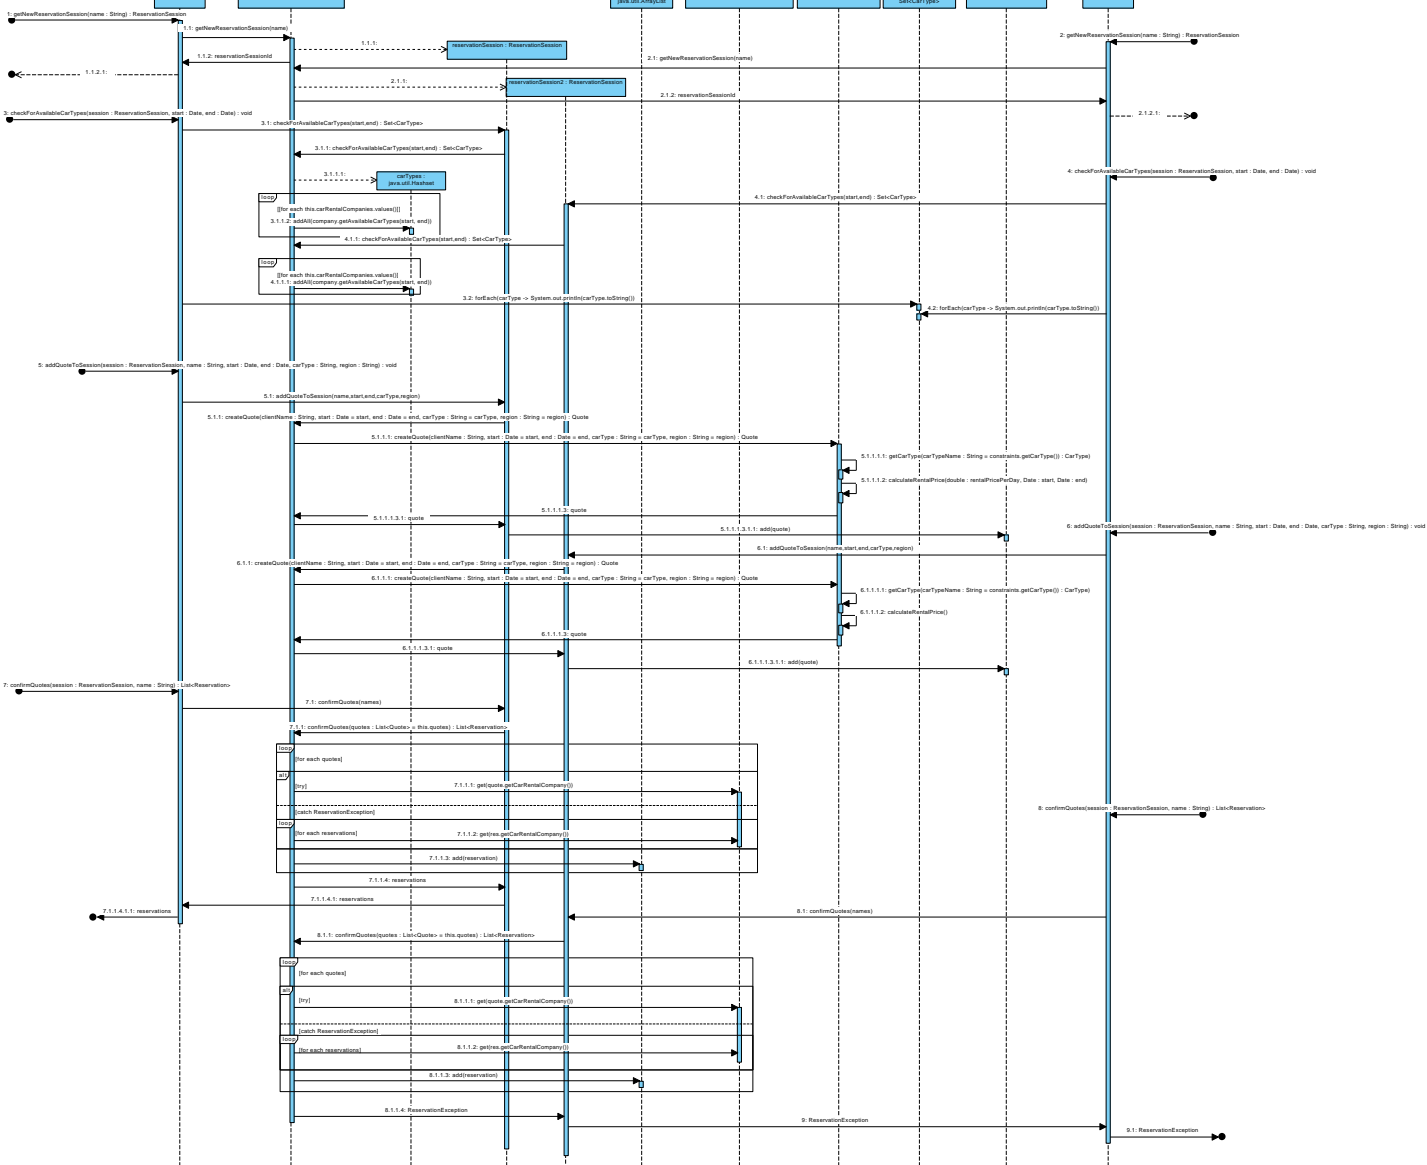 java.util.ArrayList
Set<CarType>
1: getNewReservationSession(name : String) : ReservationSession
1.1: getNewReservationSession(name)
2: getNewReservationSession(name : String) : ReservationSession
1.1.1:
reservationSession : ReservationSession
1.1.2: reservationSessionId
2.1: getNewReservationSession(name)
1.1.2.1:
2.1.1:
reservationSession2 : ReservationSession
2.1.2: reservationSessionId
3: checkForAvailableCarTypes(session : ReservationSession, start : Date, end : Date) : void
2.1.2.1:
3.1: checkForAvailableCarTypes(start,end) : Set<CarType>
3.1.1: checkForAvailableCarTypes(start,end) : Set<CarType>
4: checkForAvailableCarTypes(session : ReservationSession, start : Date, end : Date) : void
3.1.1.1:
carTypes :
java.util.Hashset
loop
4.1: checkForAvailableCarTypes(start,end) : Set<CarType>
[[for each this.carRentalCompanies.values()[]
3.1.1.2: addAll(company.getAvailableCarTypes(start, end))
4.1.1: checkForAvailableCarTypes(start,end) : Set<CarType>
loop
[[for each this.carRentalCompanies.values()[
4.1.1.1: addAll(company.getAvailableCarTypes(start, end))
3.2: forEach(carType -> System.out.println(carType.toString())
4.2: forEach(carType -> System.out.println(carType.toString())
5: addQuoteToSession(session : ReservationSession, name : String, start : Date, end : Date, carType : String, region : String) : void
5.1: addQuoteToSession(name,start,end,carType,region)
5.1.1: createQuote(clientName : String, start : Date = start, end : Date = end, carType : String = carType, region : String = region) : Quote
5.1.1.1: createQuote(clientName : String, start : Date = start, end : Date = end, carType : String = carType, region : String = region) : Quote
5.1.1.1.1: getCarType(carTypeName : String = constraints.getCarType()) : CarType)
5.1.1.1.2: calculateRentalPrice(double : rentalPricePerDay, Date : start, Date : end)
5.1.1.1.3: quote
5.1.1.1.3.1: quote
5.1.1.1.3.1.1: add(quote)
6: addQuoteToSession(session : ReservationSession, name : String, start : Date, end : Date, carType : String, region : String) : void
6.1: addQuoteToSession(name,start,end,carType,region)
6.1.1: createQuote(clientName : String, start : Date = start, end : Date = end, carType : String = carType, region : String = region) : Quote
6.1.1.1: createQuote(clientName : String, start : Date = start, end : Date = end, carType : String = carType, region : String = region) : Quote
6.1.1.1.1: getCarType(carTypeName : String = constraints.getCarType()) : CarType)
6.1.1.1.2: calculateRentalPrice()
6.1.1.1.3: quote
6.1.1.1.3.1: quote
6.1.1.1.3.1.1: add(quote)
7: confirmQuotes(session : ReservationSession, name : String) : List<Reservation>
7.1: confirmQuotes(names)
7.1.1: confirmQuotes(quotes : List<Quote> = this.quotes) : List<Reservation>
loop
[for each quotes]
alt
[try]
7.1.1.1: get(quote.getCarRentalCompany())
[catch ReservationException]
8: confirmQuotes(session : ReservationSession, name : String) : List<Reservation>
loop
[for each reservations]
7.1.1.2: get(res.getCarRentalCompany())
7.1.1.3: add(reservation)
7.1.1.4: reservations
7.1.1.4.1: reservations
7.1.1.4.1.1: reservations
8.1: confirmQuotes(names)
8.1.1: confirmQuotes(quotes : List<Quote> = this.quotes) : List<Reservation>
loop
[for each quotes]
alt
[try]
8.1.1.1: get(quote.getCarRentalCompany())
[catch ReservationException]
loop
[for each reservations]
8.1.1.2: get(res.getCarRentalCompany())
8.1.1.3: add(reservation)
8.1.1.4: ReservationException
9: ReservationException
9.1: ReservationException